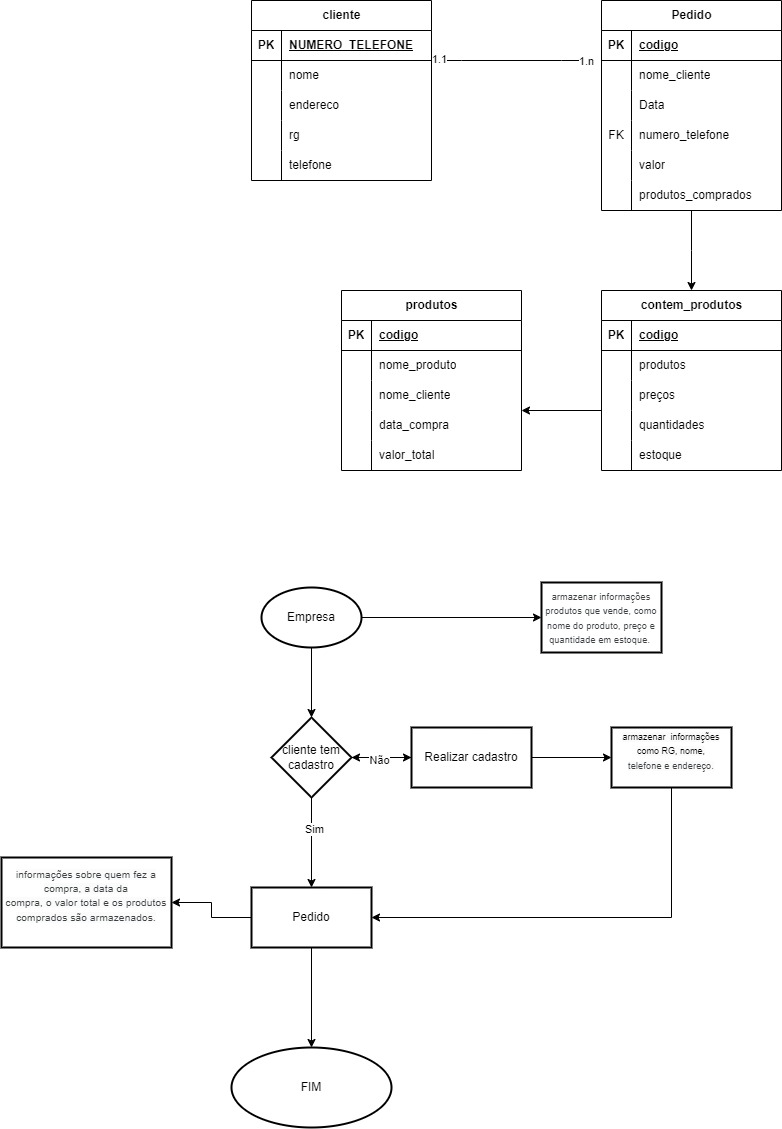 cliente
PK NUMERO_TELEFONE
nome
endereco
rg
telefone
1.1
1.n
Pedido
PK codigo
nome_cliente
Data
FK numero_telefone
valor
produtos_comprados
produtos
PK codigo
nome_produto
nome_cliente
data_compra
valor_total
contem_produtos
PK codigo
produtos
preços
quantidades
estoque
Empresa
armazenar informações
produtos que vende, como
nome do produto, preço e
quantidade em estoque.
cliente tem
cadastro
Não
Realizar cadastro
armazenar informações
como RG, nome,
telefone e endereço.
Sim
informações sobre quem fez a
compra, a data da
compra, o valor total e os produtos
comprados são armazenados.
Pedido
FIM